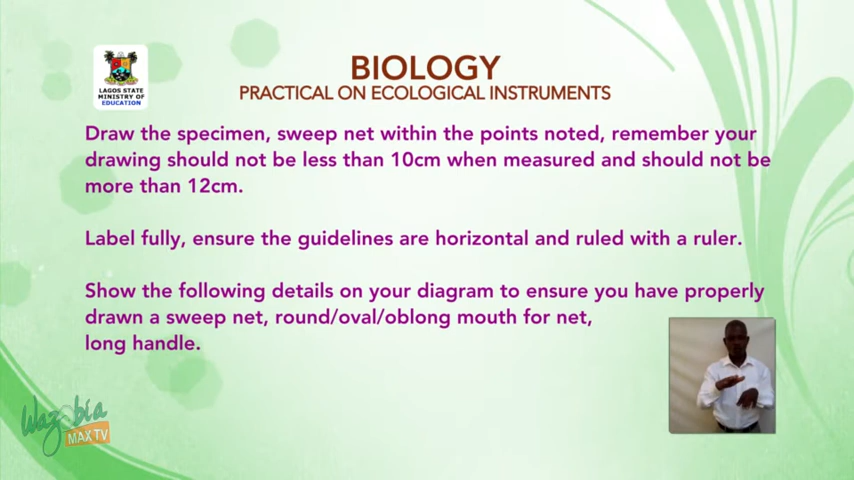 LAGOS STATE
MINISTRY OF
EDUCATION
BIOLOGY
PRACTICAL ON ECOLOGICAL INSTRUMENTS
Draw the specimen, sweep net within the points noted, remember your
drawing should not be less than 10cm when measured and should not be
more than 12cm.
Label fully, ensure the guidelines are horizontal and ruled with a ruler.
Show the following details on your diagram to ensure you have properly
drawn a sweep net, round/oval/oblong mouth for net,
long handle.
Wazobia
MAX TV